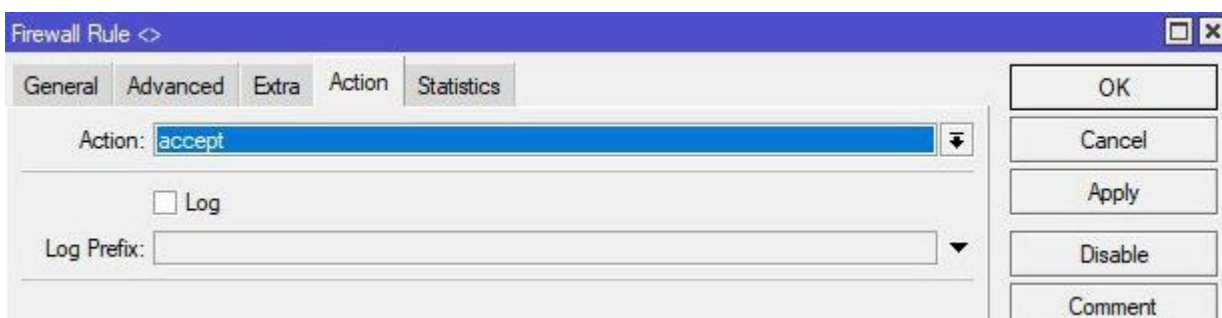 Firewall Rule <>
General Advanced Extra Action Statistics
OK
Action: accept
Cancel
Log
Apply
Log Prefix:
Disable
Comment